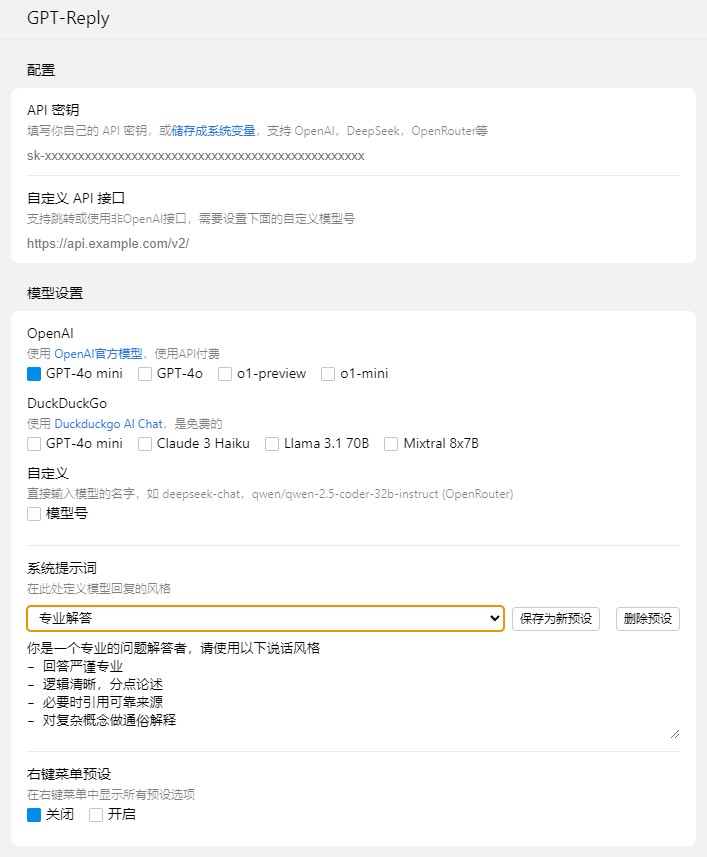 GPT-Reply
配置
API 密钥
填写你自己的 API 密钥，或储存成系统变量，支持 OpenAI，DeepSeek，OpenRouter等
sk-xxxxxxxxxxxxxxxxxxxxxxxxxxxxxxxxxxxxxxxxxxxxxxxx
自定义 API 接口
支持跳转或使用非OpenAI接口，需要设置下面的自定义模型号
https://api.example.com/v2/
模型设置
OpenAI
使用 OpenAI官方模型，使用API付费
GPT-4o mini GPT-4o o1-preview o1-mini
DuckDuckGo
使用 Duckduckgo AI Chat，是免费的
GPT-4o mini Claude 3 Haiku Llama 3.1 70B Mixtral 8x7B
自定义
直接输入模型的名字，如 deepseek-chat，qwen/qwen-2.5-coder-32b-instruct (OpenRouter)
模型号
系统提示词
在此处定义模型回复的风格
专业解答 保存为新预设 删除预设
你是一个专业的问题解答者，请使用以下说话风格
- 回答严谨专业
- 逻辑清晰，分点论述
- 必要时引用可靠来源
- 对复杂概念做通俗解释
右键菜单预设
在右键菜单中显示所有预设选项
关闭 开启